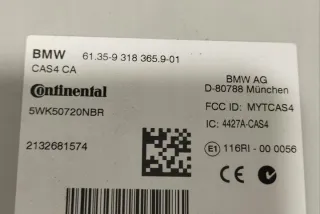 BMW 61.35-9 318 365.9-01
CAS4 CA
BMW AG
D-80788 München
Continental
FCC ID: MYTCAS4
5WK50720NBR
IC: 4427A-CAS4
2132681574
E1 116RI - 00 0056